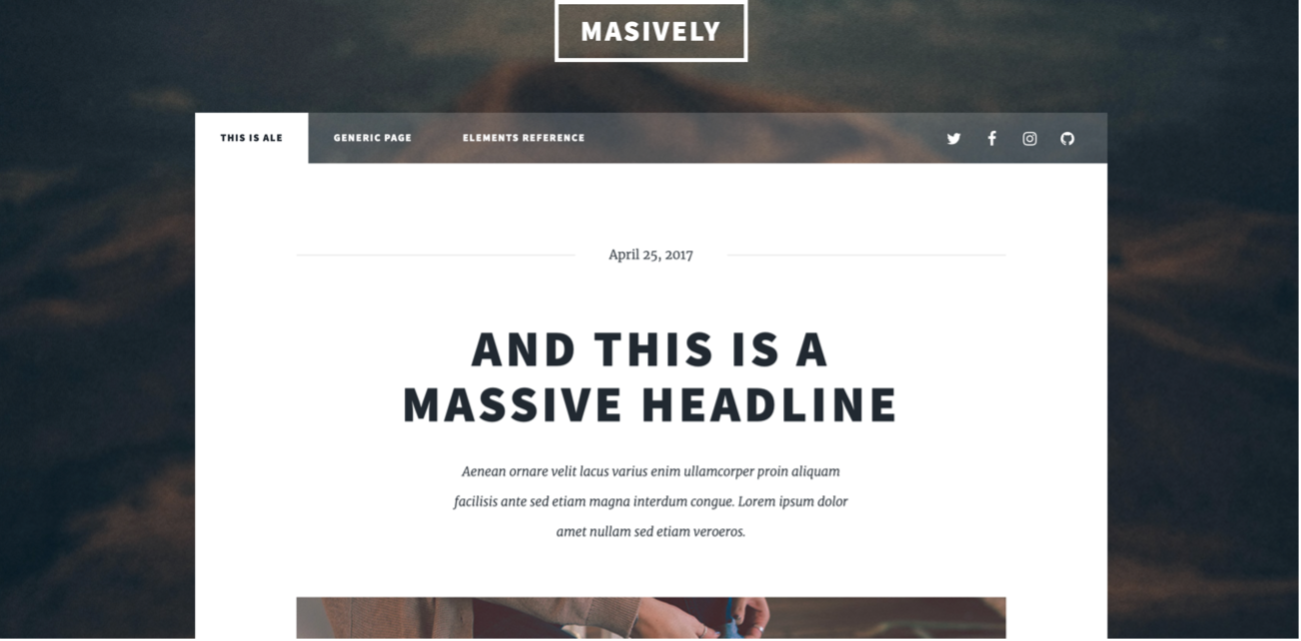 MASIVELY
THIS IS ALE
GENERIC PAGE
ELEMENTS REFERENCE
April 25, 2017
AND THIS IS A
MASSIVE HEADLINE
Aenean ornare velit lacus varius enim ullamcorper proin aliquam
facilisis ante sed etiam magna interdum congue. Lorem ipsum dolor
amet nullam sed etiam veroeros.